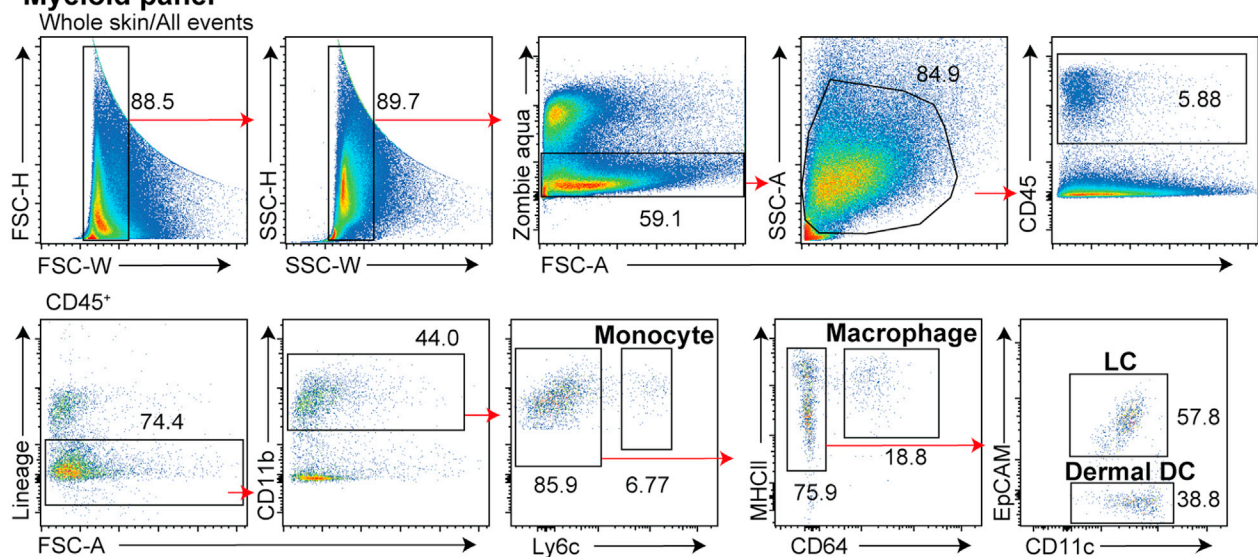 Myeloid panel
Whole skin/All events
FSC-H
88.5
FSC-W
SSC-H
89.7
SSC-W
Zombie aqua
59.1
FSC-A
SSC-A
84.9
CD45
5.88
CD45+
Lineage
74.4
FSC-A
CD11b
44.0
Monocyte
85.9
6.77
Ly6c
MHCII
Macrophage
75.9
18.8
CD64
EpCAM
LC
57.8
Dermal DC
38.8
CD11c